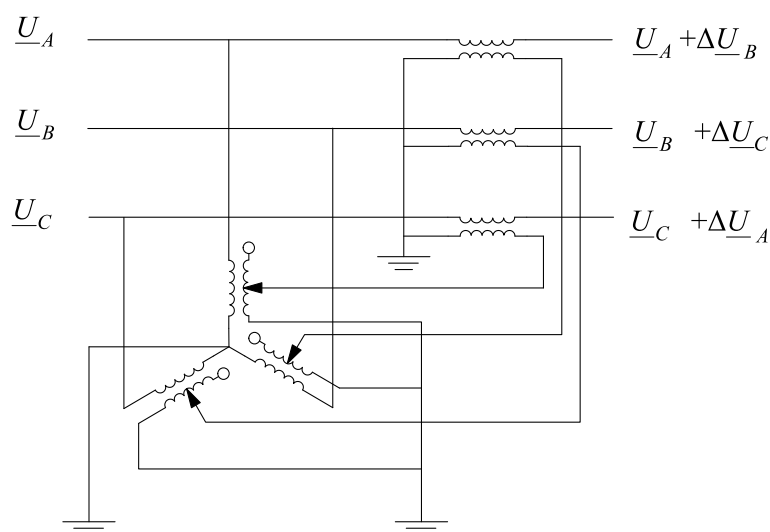 U_A
U_A + ΔU_B
U_B
U_B + ΔU_C
U_C
U_C + ΔU_A